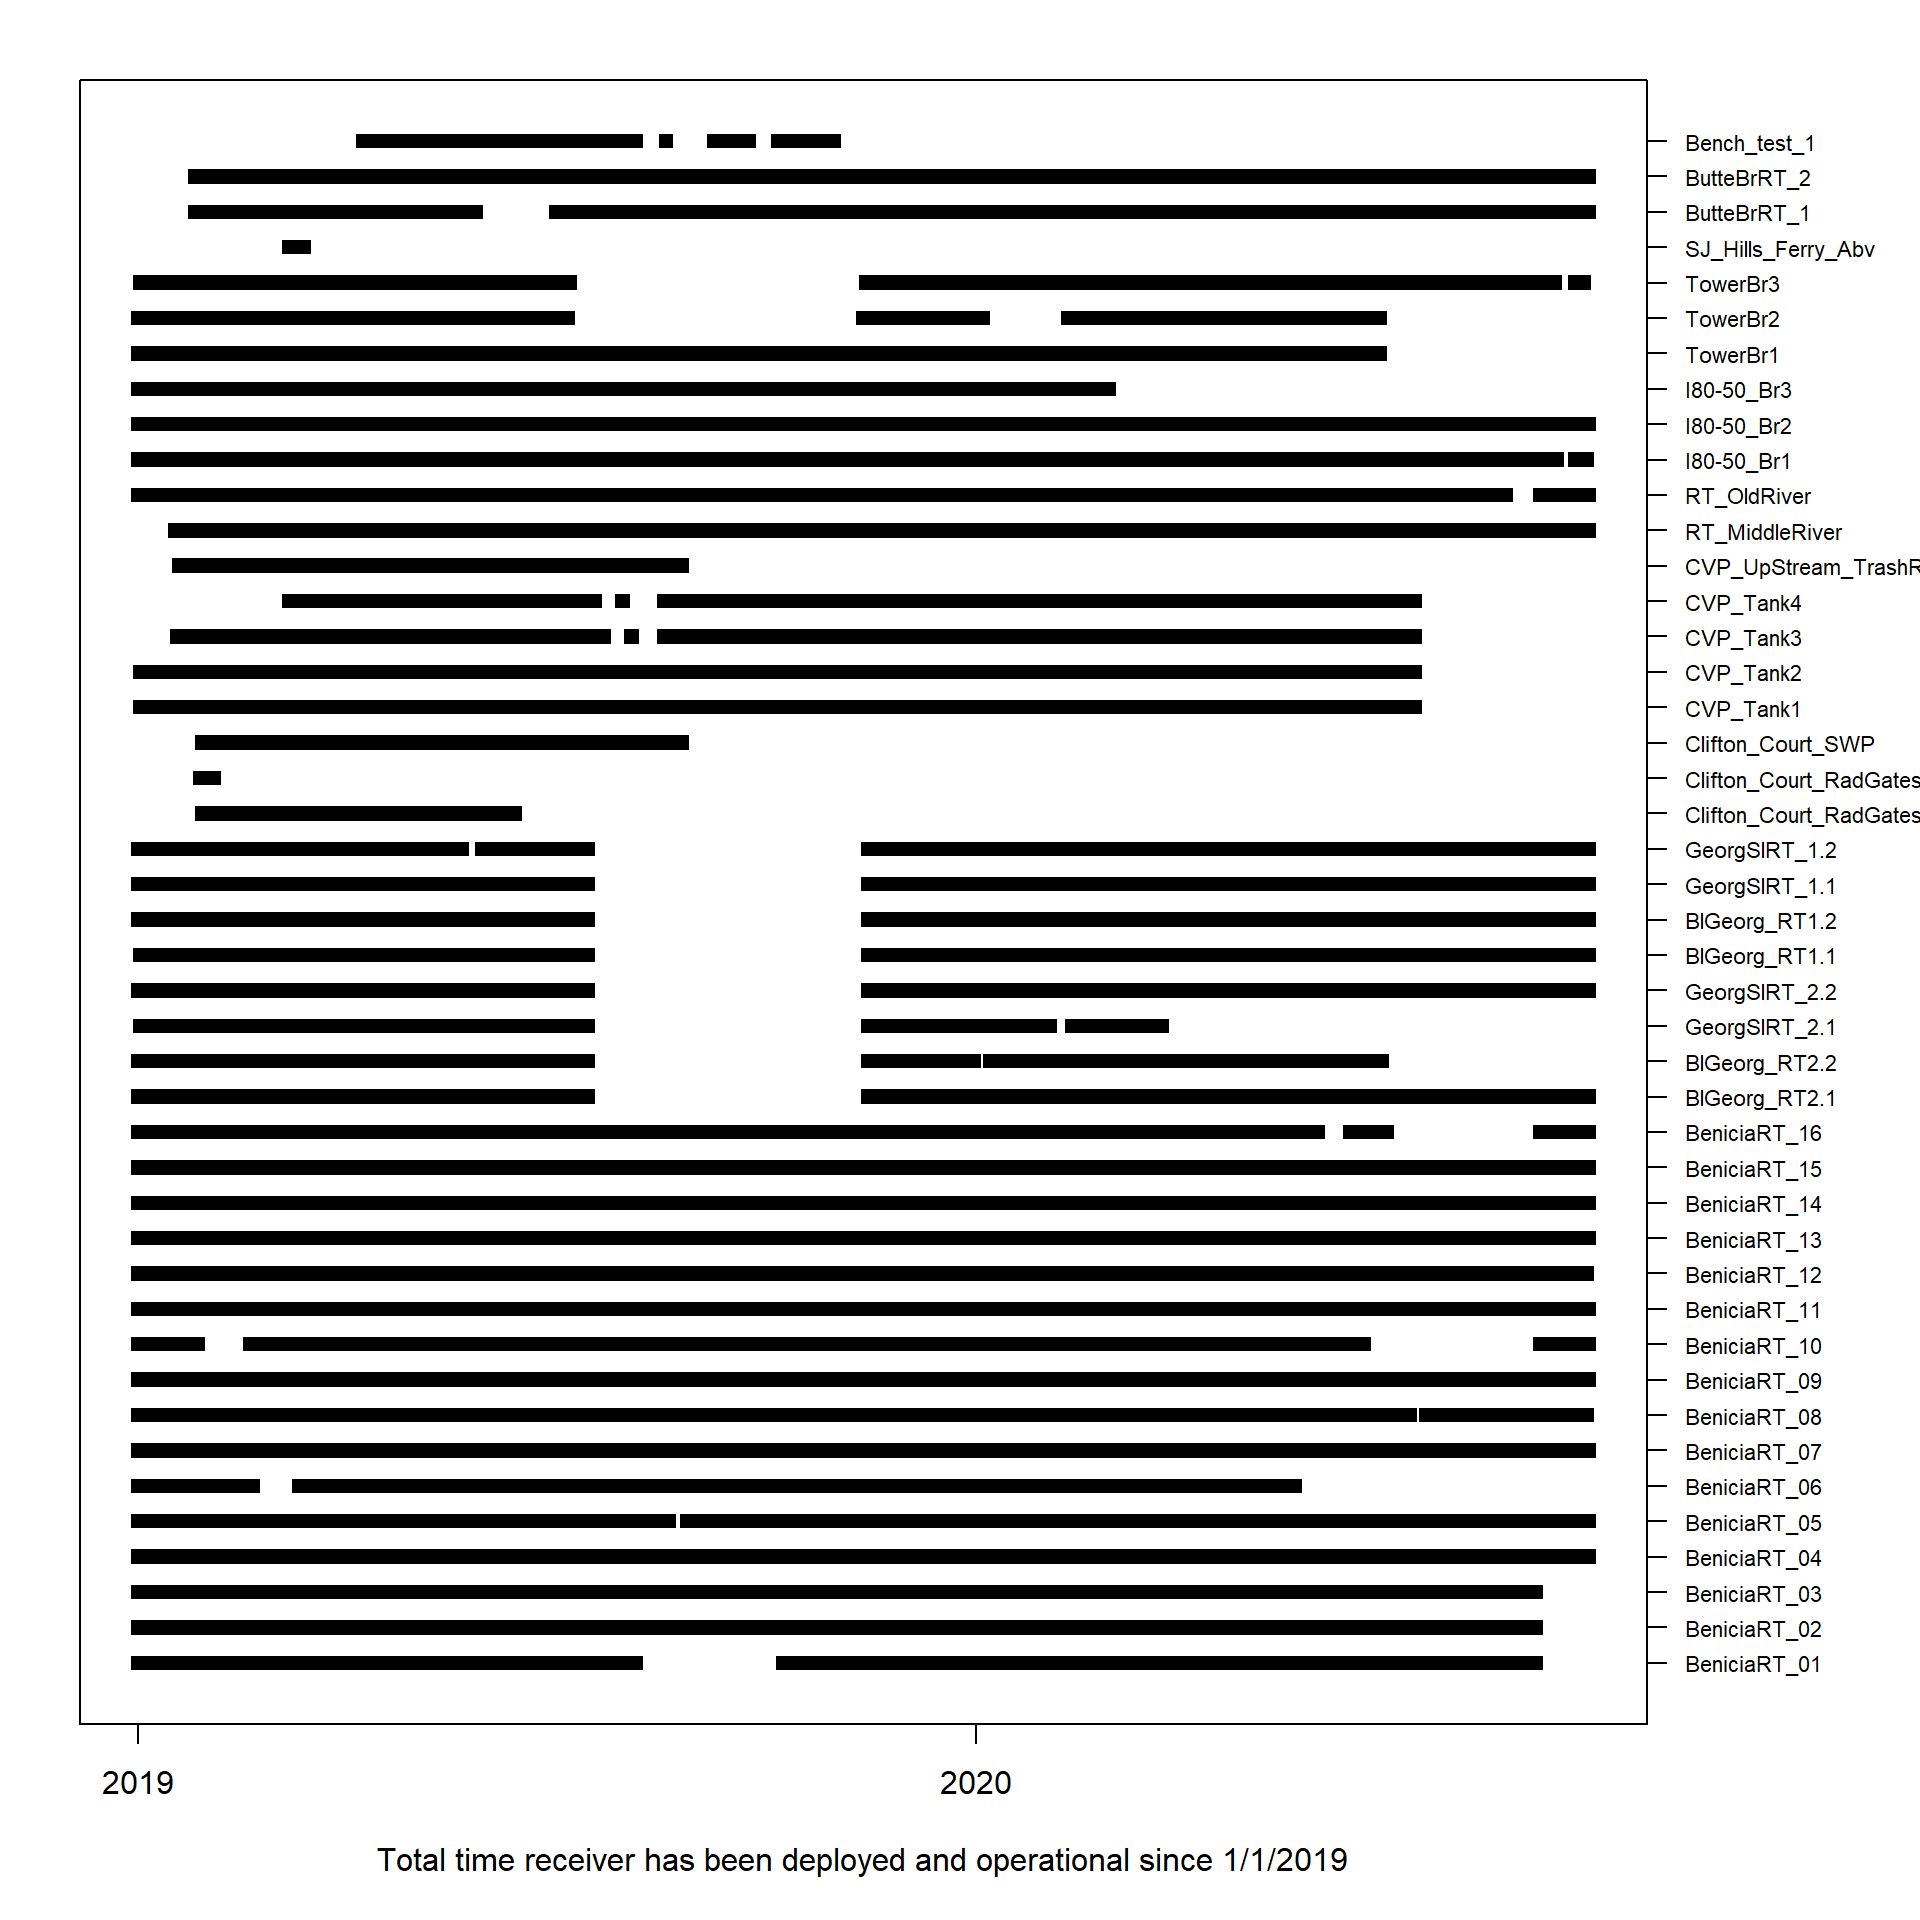 Bench_test_1
ButteBrRT_2
ButteBrRT_1
SJ_Hills_Ferry_Abv
TowerBr3
TowerBr2
TowerBr1
I80-50_Br3
I80-50_Br2
I80-50_Br1
RT_OldRiver
RT_MiddleRiver
CVP_UpStream_TrashR
CVP_Tank4
CVP_Tank3
CVP_Tank2
CVP_Tank1
Clifton_Court_SWP
Clifton_Court_RadGates
Clifton_Court_RadGates
GeorgSlRT_1.2
GeorgSlRT_1.1
BlGeorg_RT1.2
BlGeorg_RT1.1
GeorgSlRT_2.2
GeorgSlRT_2.1
BlGeorg_RT2.2
BlGeorg_RT2.1
BeniciaRT_16
BeniciaRT_15
BeniciaRT_14
BeniciaRT_13
BeniciaRT_12
BeniciaRT_11
BeniciaRT_10
BeniciaRT_09
BeniciaRT_08
BeniciaRT_07
BeniciaRT_06
BeniciaRT_05
BeniciaRT_04
BeniciaRT_03
BeniciaRT_02
BeniciaRT_01
2019 2020
Total time receiver has been deployed and operational since 1/1/2019